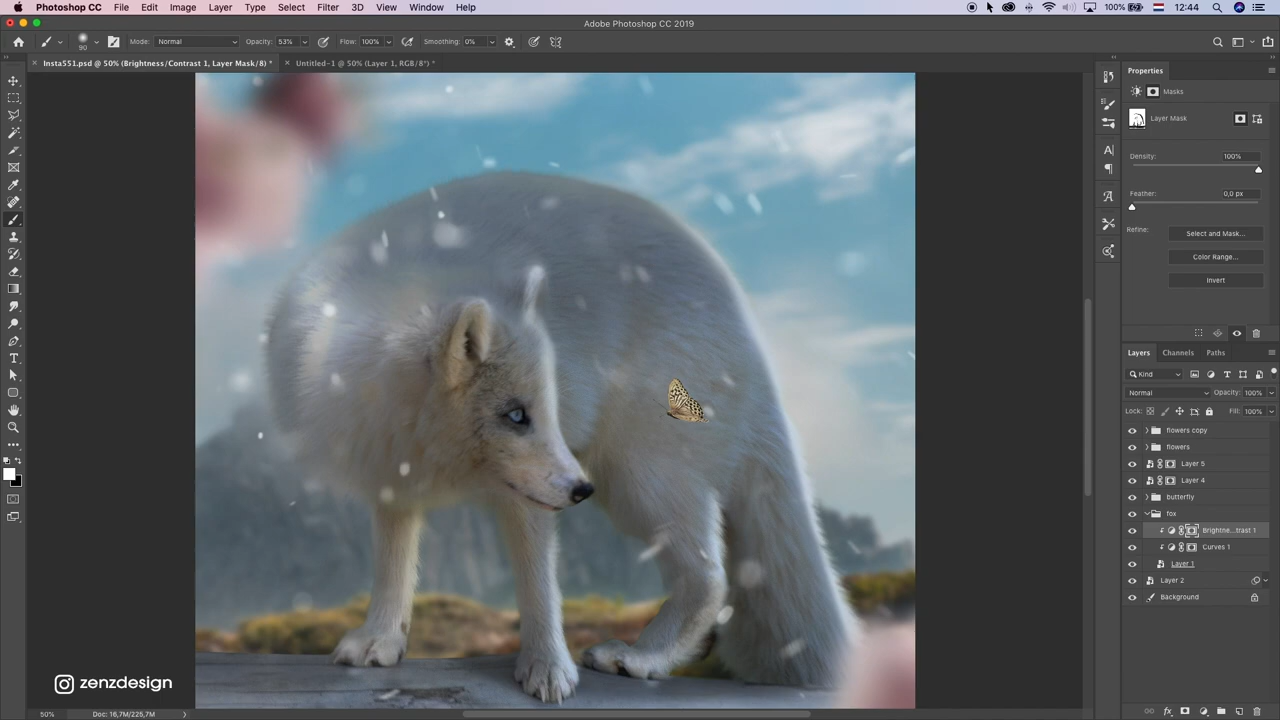 Photoshop CC File Edit Image Layer Type Select Filter 3D View Window Help 100% 12:44
Adobe Photoshop CC 2019
90 Mode: Normal Opacity: 53% Flow: 100% Smoothing: 0%
Insta551.psd @ 50% (Brightness/Contrast 1, Layer Mask/8) * Untitled-1 @ 50% (Layer 1, RGB/8*) *
Properties
Masks
Layer Mask
Density: 100%
Feather: 0,0 px
Refine: Select and Mask...
Color Range...
Invert
Layers Channels Paths
Kind
Normal Opacity: 100%
Lock: Fill: 100%
flowers copy
flowers
Layer 5
Layer 4
butterfly
fox
Brightne...trast 1
Curves 1
Layer 1
Layer 2
Background
zenzdesign
50% Doc: 16,7M/225,7M